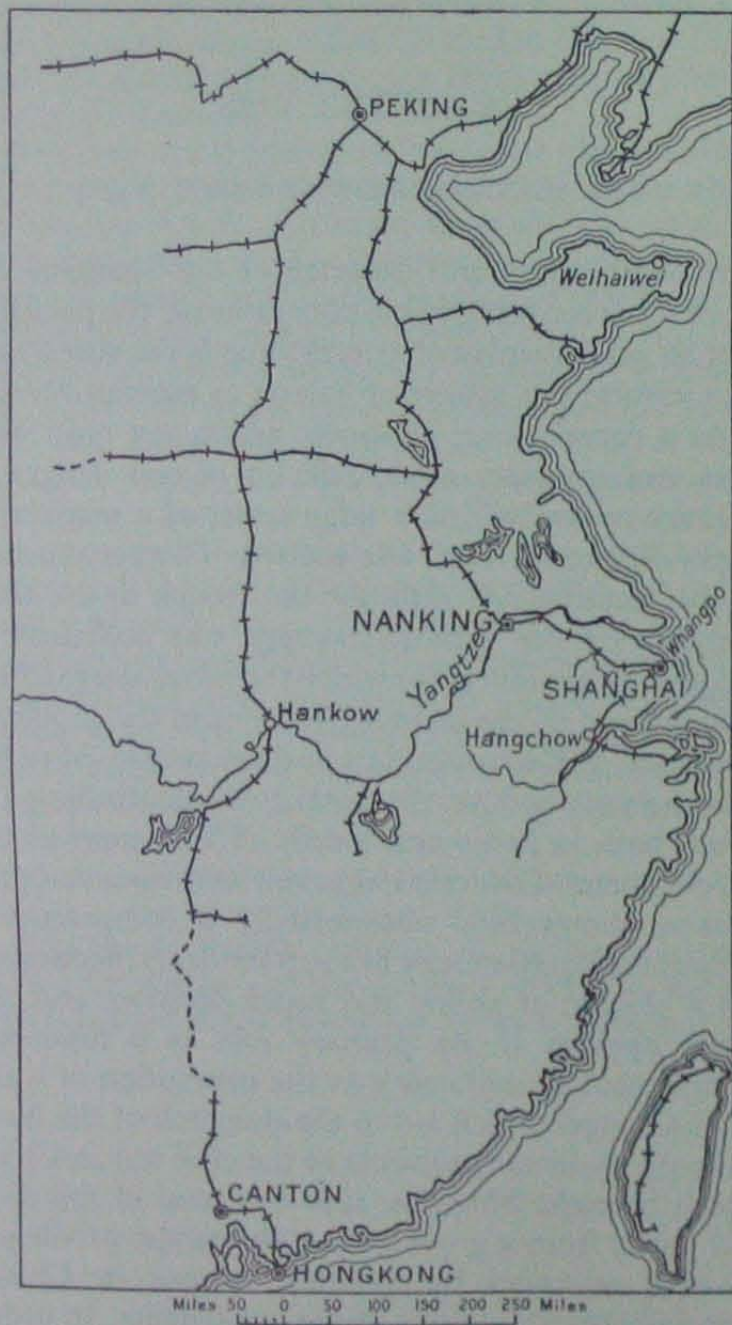 PEKING
Weihaiwei
NANKING
Whangpo
Yangtze
SHANGHAI
Hankow
Hangchow
CANTON
HONGKONG
Miles 50 0 50 100 150 200 250 Miles